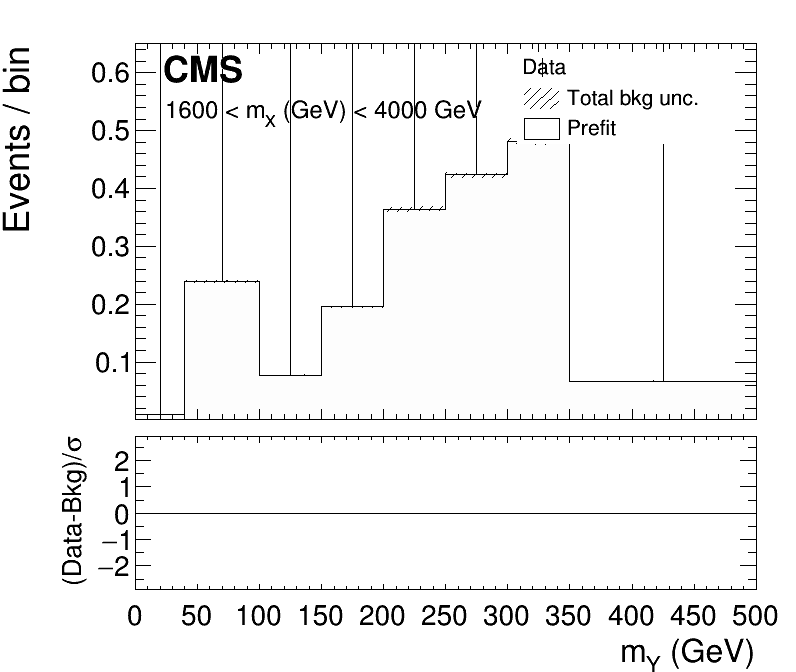 Events / bin
0.6
0.5
0.4
0.3
0.2
0.1
CMS
1600 < mX (GeV) < 4000 GeV
Data
Total bkg unc.
Prefit
(Data-Bkg)/σ
2
1
0
−1
−2
0 50 100 150 200 250 300 350 400 450 500
mY (GeV)